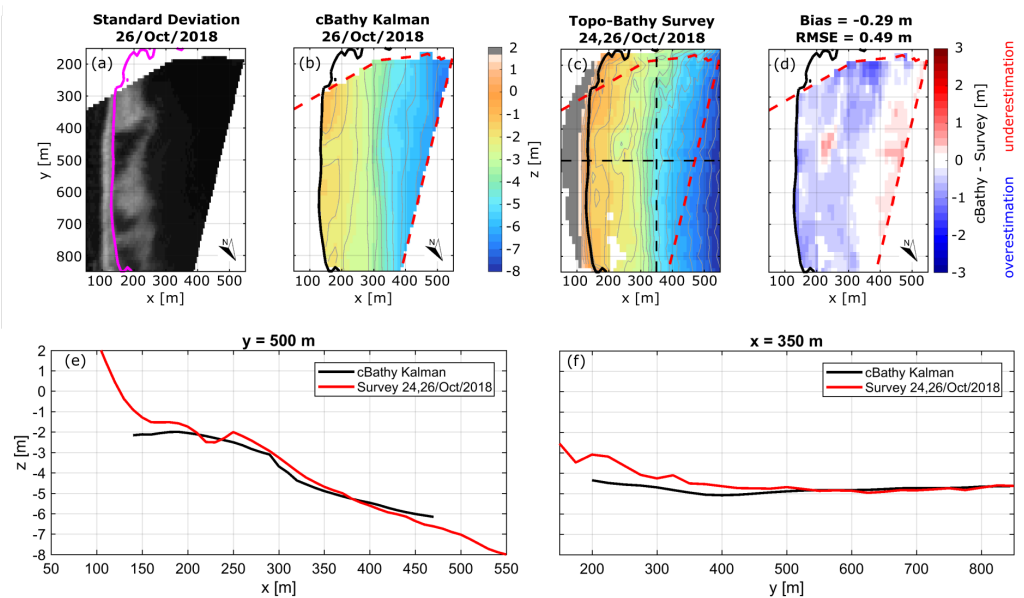 Standard Deviation
26/Oct/2018
cBathy Kalman
26/Oct/2018
Topo-Bathy Survey
24,26/Oct/2018
Bias = -0.29 m
RMSE = 0.49 m
(a)
(b)
(c)
(d)
200
300
400
500
600
700
800
y [m]
100 200 300 400 500
x [m]
N
100 200 300 400 500
x [m]
N
2
1
0
-1
-2
-3
-4
-5
-6
-7
-8
z [m]
100 200 300 400 500
x [m]
N
100 200 300 400 500
x [m]
N
3
2
1
0
-1
-2
-3
cBathy - Survey [m]
underestimation
overestimation
y = 500 m
(e)
cBathy Kalman
Survey 24,26/Oct/2018
2
1
0
-1
-2
-3
-4
-5
-6
-7
-8
z [m]
50 100 150 200 250 300 350 400 450 500 550
x [m]
x = 350 m
(f)
cBathy Kalman
Survey 24,26/Oct/2018
200 300 400 500 600 700 800
y [m]